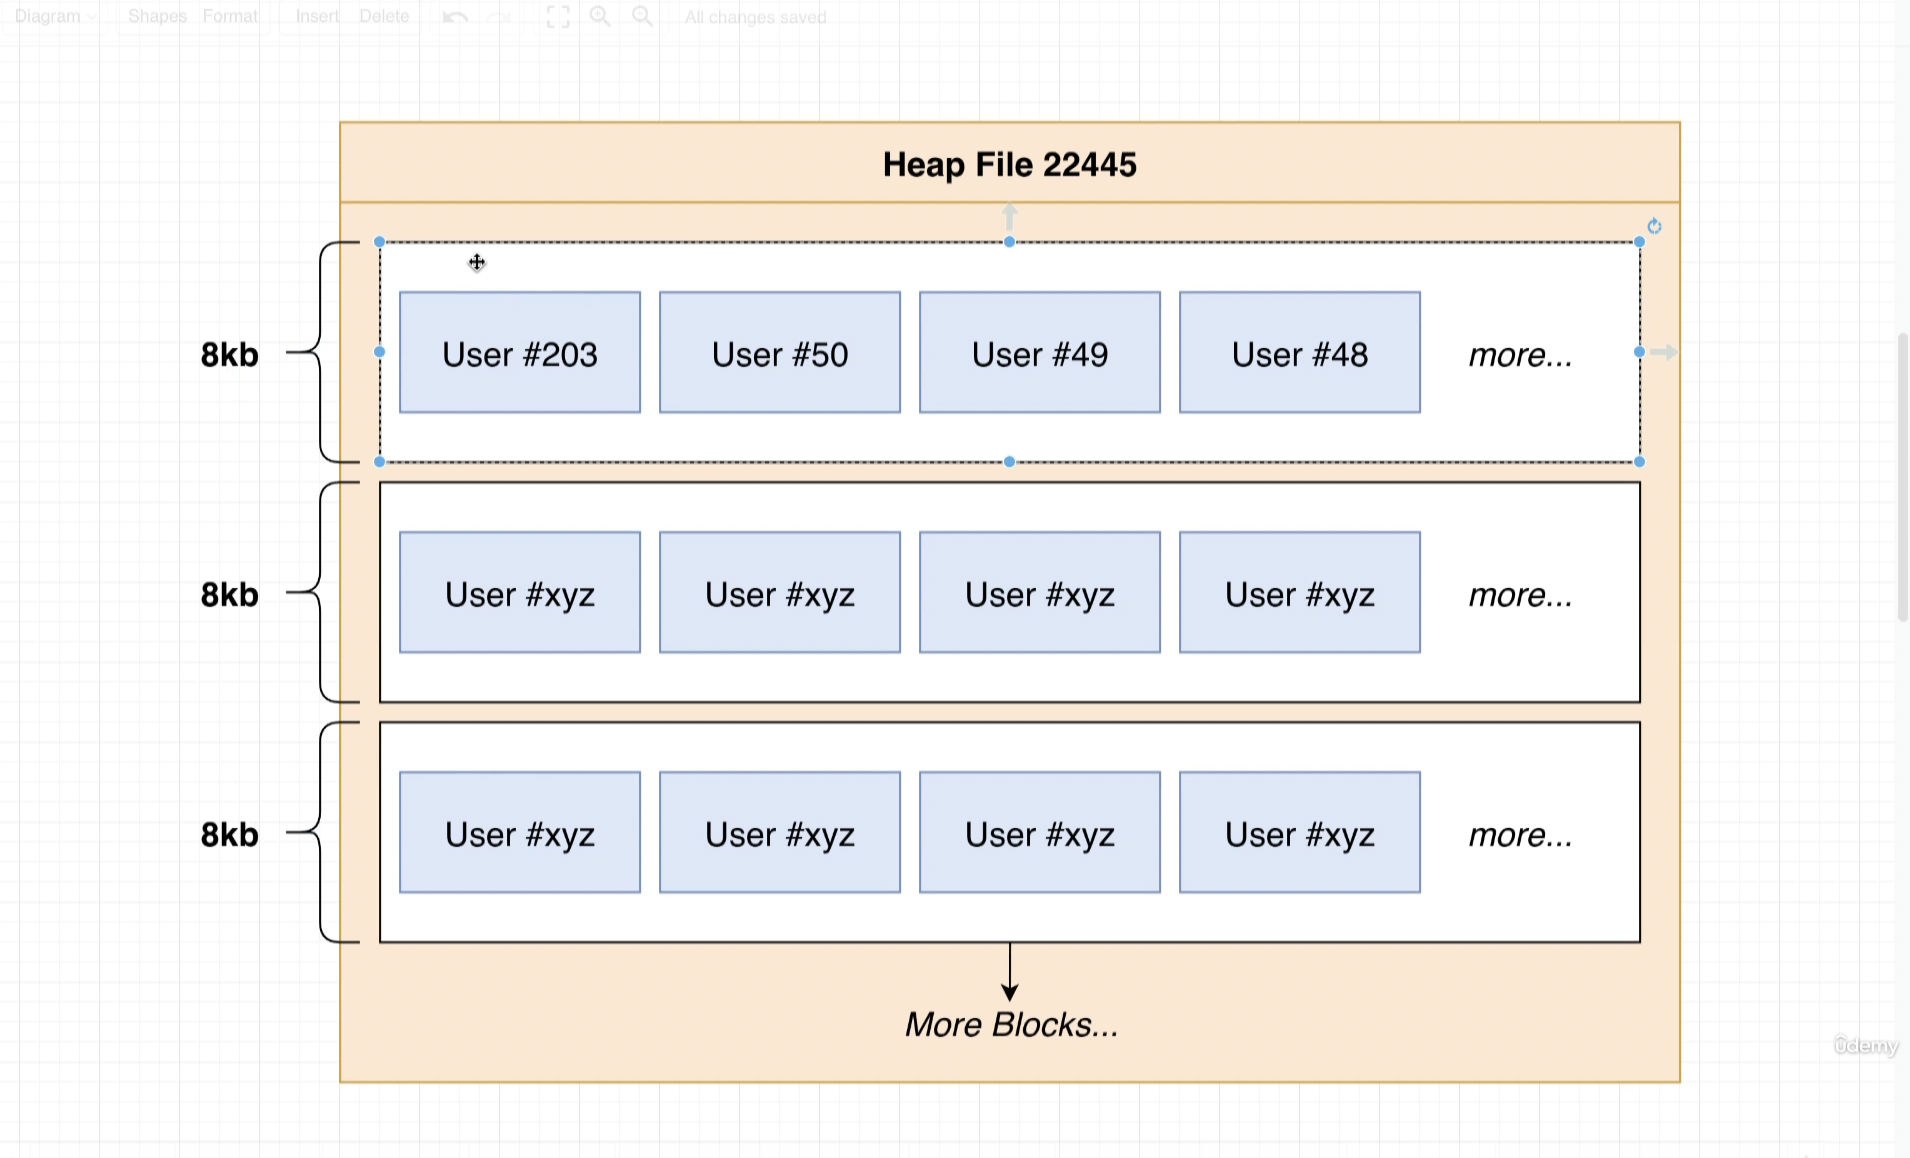 Diagram Shapes Format Insert Delete All changes saved
Heap File 22445
8kb User #203 User #50 User #49 User #48 more...
8kb User #xyz User #xyz User #xyz User #xyz more...
8kb User #xyz User #xyz User #xyz User #xyz more...
More Blocks...
ûdemy